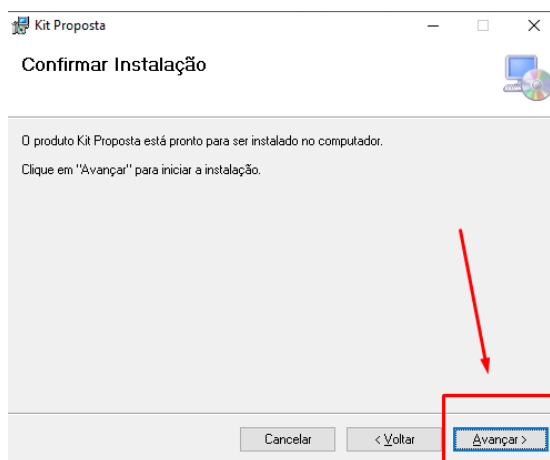 Kit Proposta
Confirmar Instalação
O produto Kit Proposta está pronto para ser instalado no computador.
Clique em "Avançar" para iniciar a instalação.
Cancelar
< Voltar
Avançar >